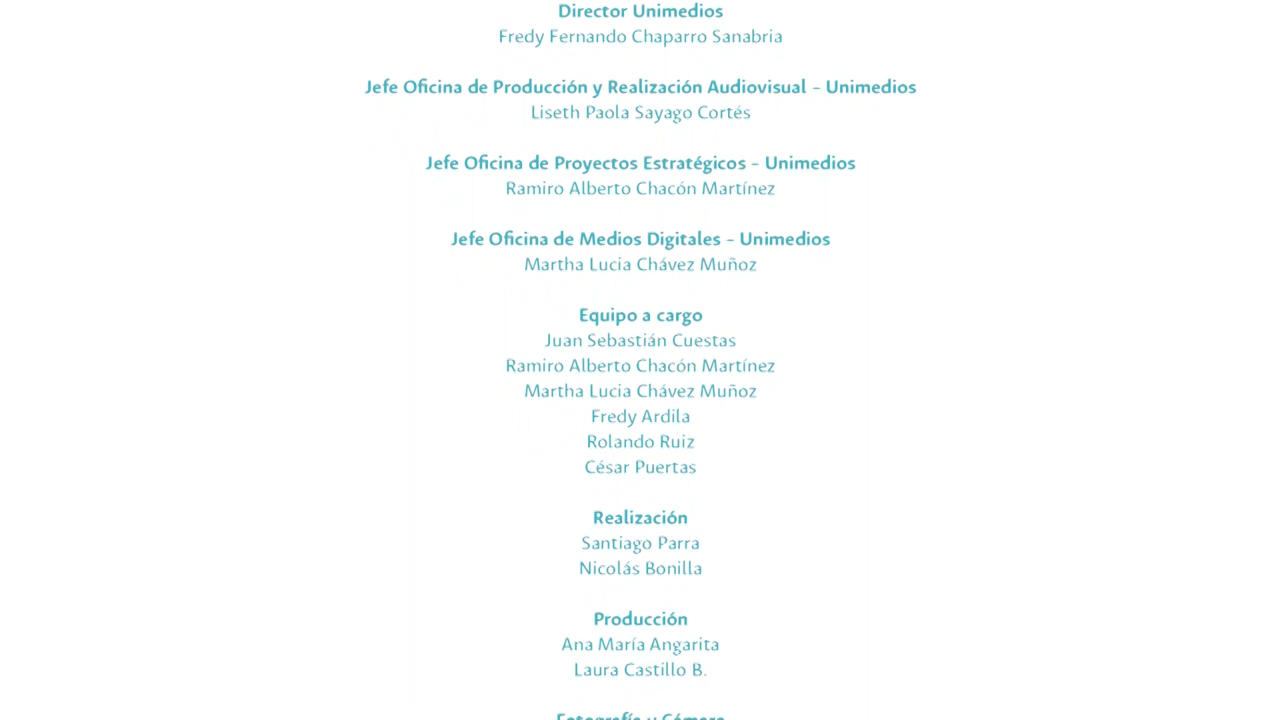 Director Unimedios
Fredy Fernando Chaparro Sanabria
Jefe Oficina de Producción y Realización Audiovisual - Unimedios
Liseth Paola Sayago Cortés
Jefe Oficina de Proyectos Estratégicos - Unimedios
Ramiro Alberto Chacón Martínez
Jefe Oficina de Medios Digitales - Unimedios
Martha Lucia Chávez Muñoz
Equipo a cargo
Juan Sebastián Cuestas
Ramiro Alberto Chacón Martínez
Martha Lucia Chávez Muñoz
Fredy Ardila
Rolando Ruiz
César Puertas
Realización
Santiago Parra
Nicolás Bonilla
Producción
Ana María Angarita
Laura Castillo B.
Fotografía y Cámara